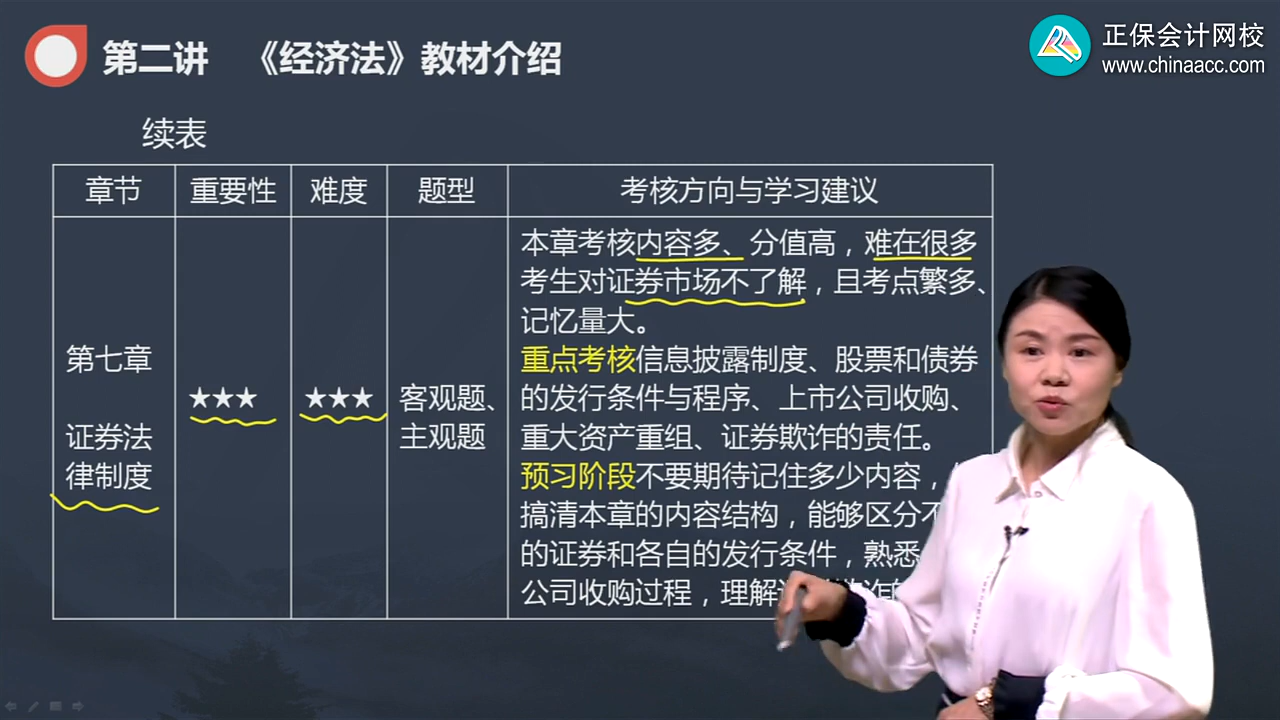 第二讲 《经济法》教材介绍
正保会计网校
www.chinaacc.com
续表
章节 重要性 难度 题型 考核方向与学习建议
第七章
证券法
律制度
★★★
★★★
客观题、
主观题
本章考核内容多、分值高，难在很多
考生对证券市场不了解，且考点繁多、
记忆量大。
重点考核信息披露制度、股票和债券
的发行条件与程序、上市公司收购、
重大资产重组、证券欺诈的责任。
预习阶段不要期待记住多少内容，
搞清本章的内容结构，能够区分不
的证券和各自的发行条件，熟悉
公司收购过程，理解